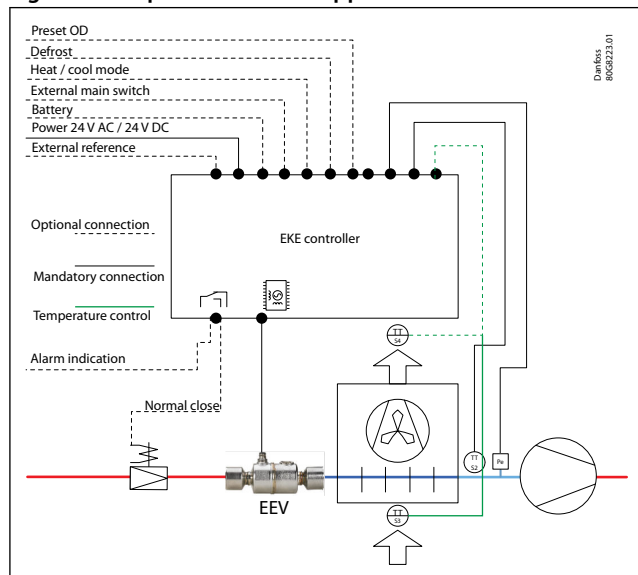 Preset OD
Defrost
Heat / cool mode
External main switch
Battery
Power 24 V AC / 24 V DC
External reference
Danfoss
80G8223.01
Optional connection
EKE controller
Mandatory connection
Temperature control
TT
S4
Alarm indication
Normal close
TT
S2
Pe
EEV
TT
S3